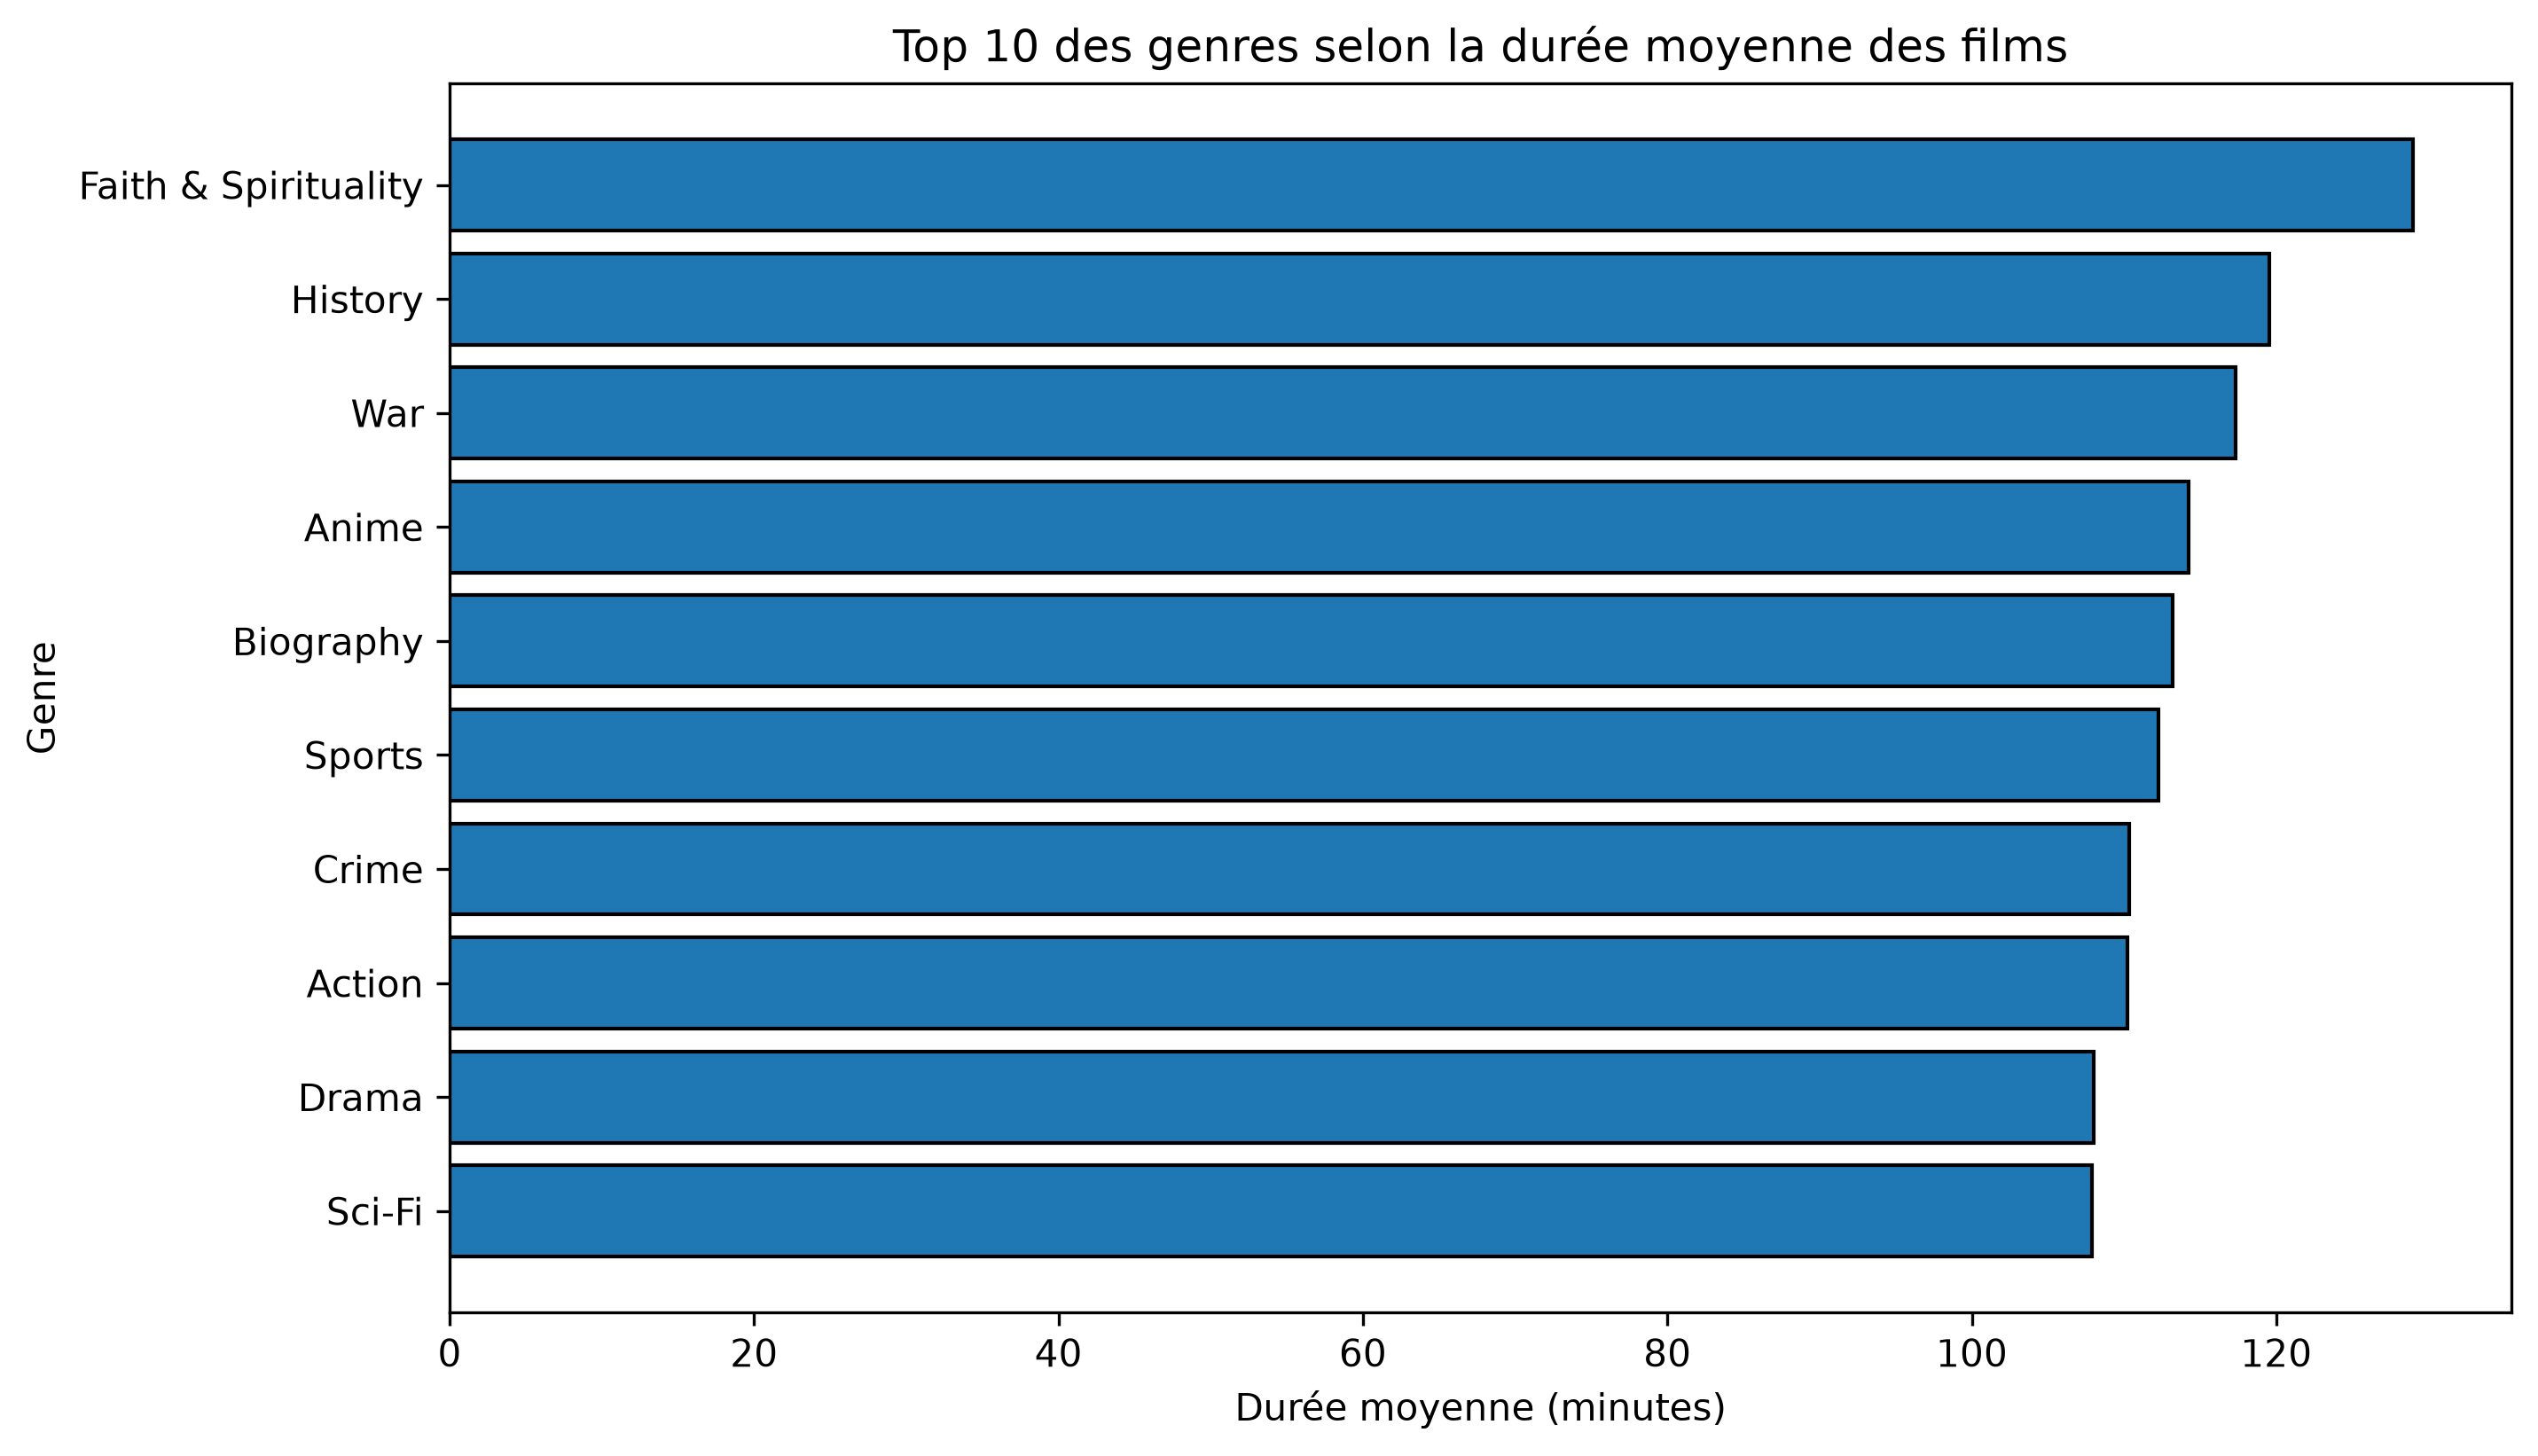 Top 10 des genres selon la durée moyenne des films
Genre
Faith & Spirituality
History
War
Anime
Biography
Sports
Crime
Action
Drama
Sci-Fi
0 20 40 60 80 100 120
Durée moyenne (minutes)